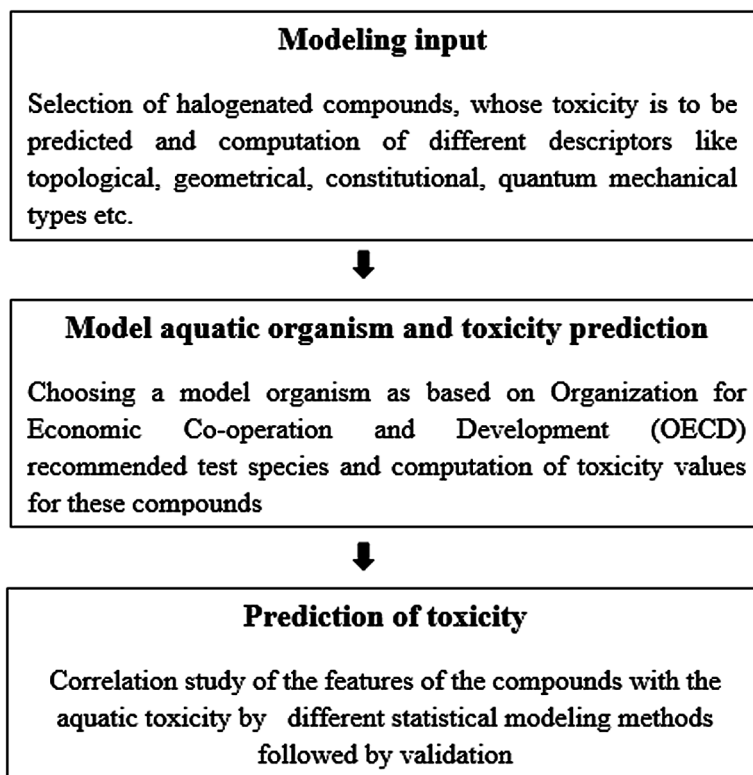 Modeling input
Selection of halogenated compounds, whose toxicity is to be
predicted and computation of different descriptors like
topological, geometrical, constitutional, quantum mechanical
types etc.
Model aquatic organism and toxicity prediction
Choosing a model organism as based on Organization for
Economic Co-operation and Development (OECD)
recommended test species and computation of toxicity values
for these compounds
Prediction of toxicity
Correlation study of the features of the compounds with the
aquatic toxicity by different statistical modeling methods
followed by validation